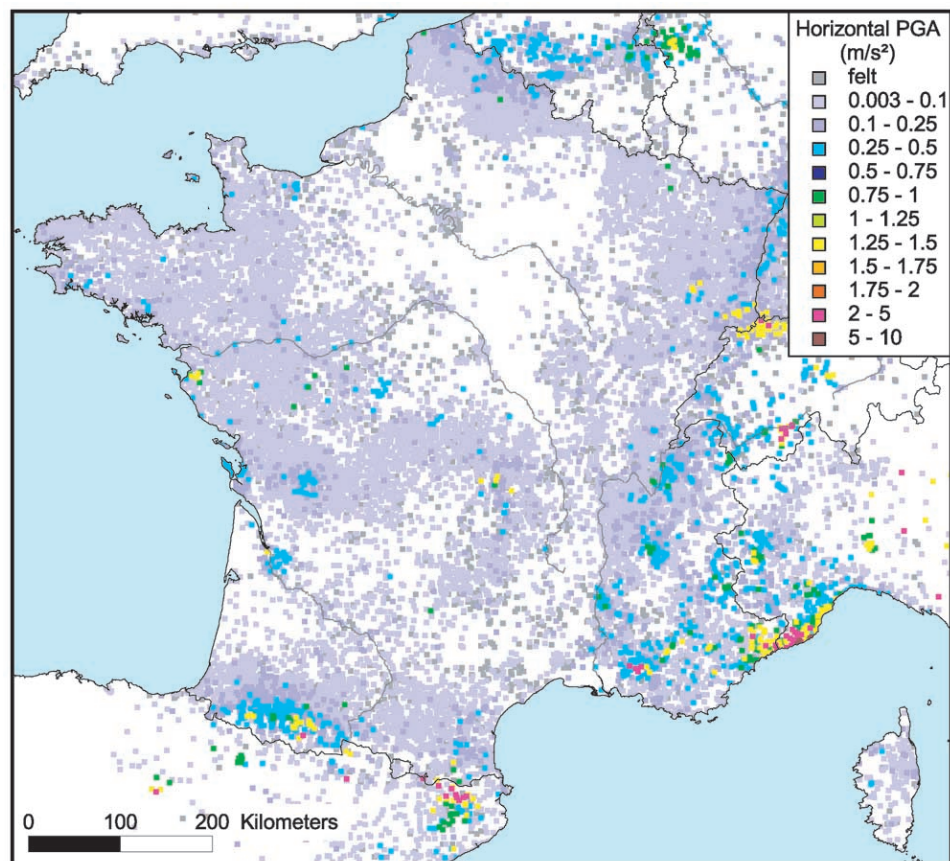 Horizontal PGA
(m/s²)
felt
0.003 - 0.1
0.1 - 0.25
0.25 - 0.5
0.5 - 0.75
0.75 - 1
1 - 1.25
1.25 - 1.5
1.5 - 1.75
1.75 - 2
2 - 5
5 - 10
0 100 200 Kilometers